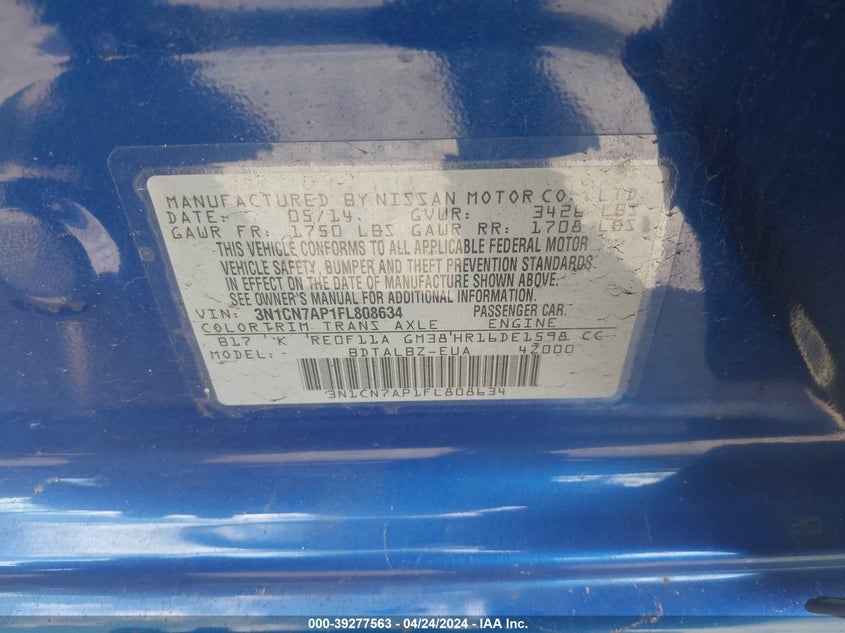 MANUFACTURED BY NISSAN MOTOR CO., LTD.
DATE: 05/14. GVWR: 3426 LBS
GAWR FR: 1750 LBS GAWR RR: 1708 LBS
THIS VEHICLE CONFORMS TO ALL APPLICABLE FEDERAL MOTOR
VEHICLE SAFETY, BUMPER AND THEFT PREVENTION STANDARDS
IN EFFECT ON THE DATE OF MANUFACTURE SHOWN ABOVE.
SEE OWNER'S MANUAL FOR ADDITIONAL INFORMATION.
VIN: 3N1CN7AP1FL808634 PASSENGER CAR.
COLOR TRIM TRANS AXLE ENGINE
B17 K RE0F11A GM38 HR16DE1598 CC
MODEL: BDTALBZ-EUA 42000
3N1CN7AP1FL808634
000-39277563 - 04/24/2024 - IAA Inc.